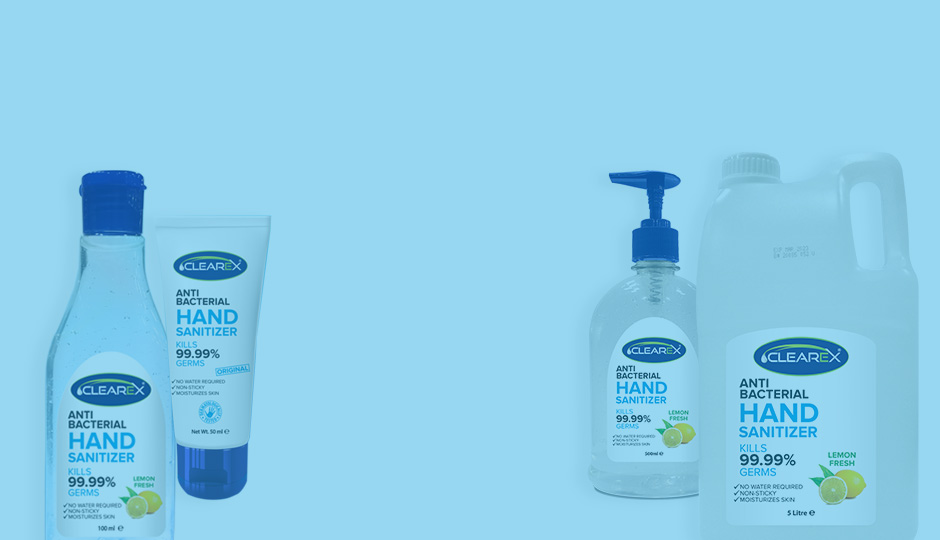 CLEAREX
ANTI
BACTERIAL
HAND
SANITIZER
KILLS
99.99%
GERMS
LEMON
FRESH
✓NO WATER REQUIRED
✓NON-STICKY
✓MOISTURIZES SKIN
100 ml ℮
CLEAREX
ANTI
BACTERIAL
HAND
SANITIZER
KILLS
99.99%
GERMS
ORIGINAL
✓NO WATER REQUIRED
✓NON-STICKY
✓MOISTURIZES SKIN
Net Wt. 50 ml ℮
CLEAREX
ANTI
BACTERIAL
HAND
SANITIZER
KILLS
99.99%
GERMS
LEMON
FRESH
✓NO WATER REQUIRED
✓NON-STICKY
✓MOISTURIZES SKIN
500ml ℮
CLEAREX
ANTI
BACTERIAL
HAND
SANITIZER
KILLS
99.99%
GERMS
LEMON
FRESH
✓NO WATER REQUIRED
✓NON-STICKY
✓MOISTURIZES SKIN
5 Litre ℮